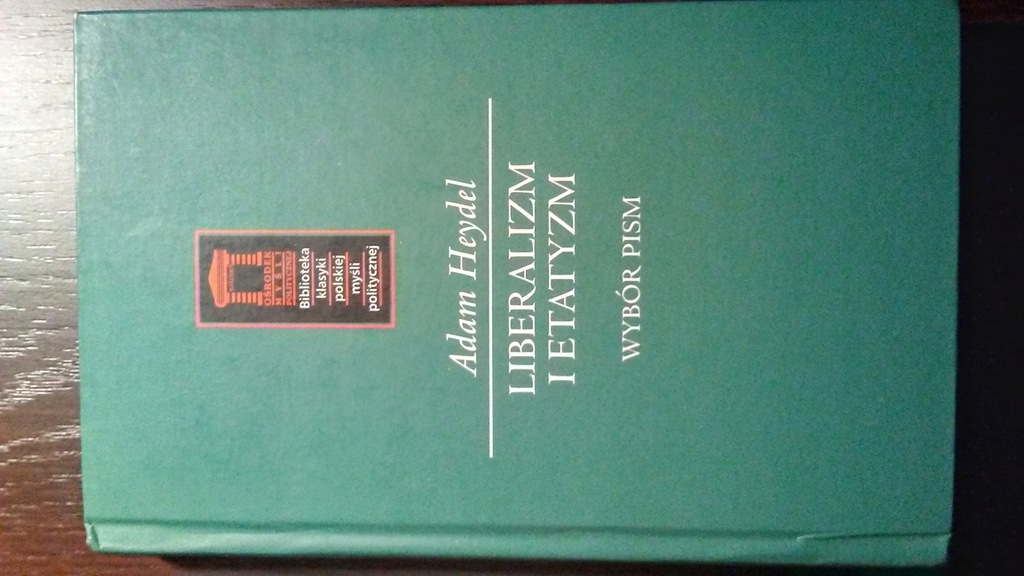 OŚRODEK
MYŚLI
POLITYCZNEJ
Biblioteka
klasyki
polskiej
myśli
politycznej
Adam Heydel
LIBERALIZM
I ETATYZM
WYBÓR PISM